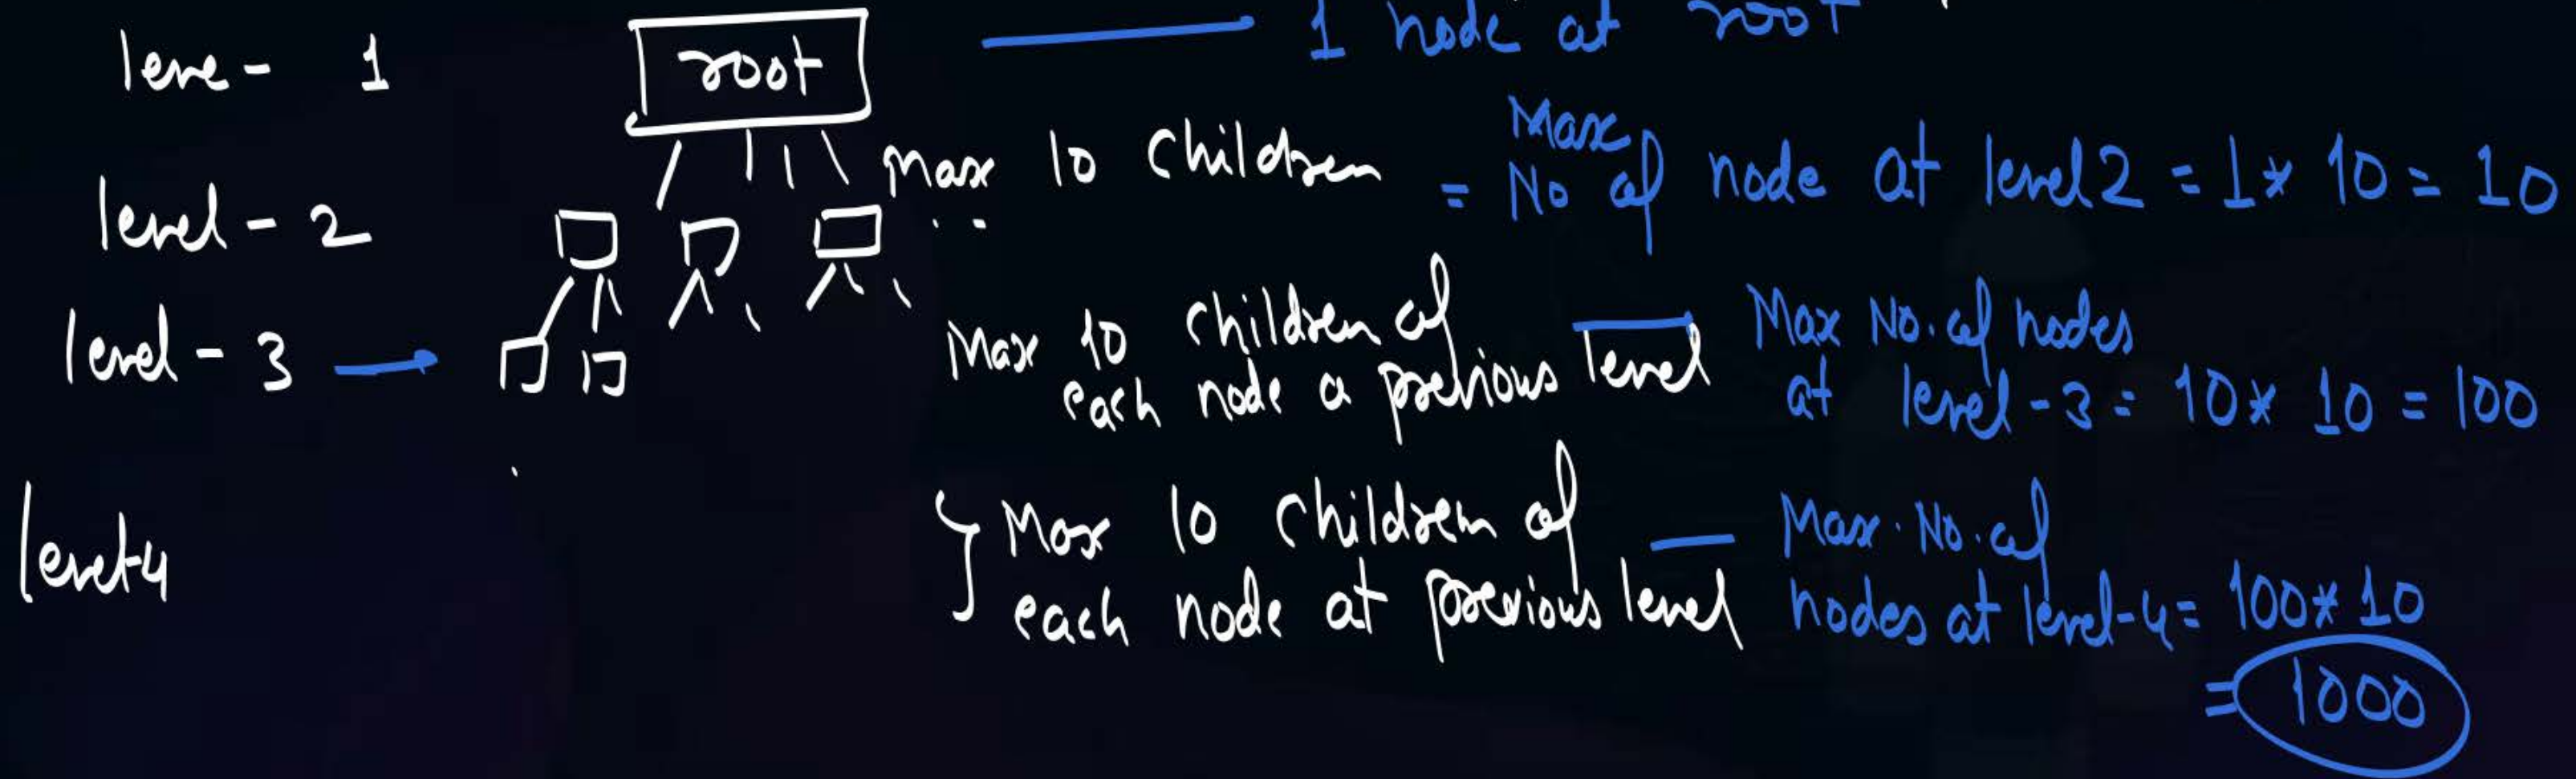 leve - 1
root
1 node at root
Max 10 children
= Max No of node at level 2 = 1 * 10 = 10
level - 2
level - 3
Max 10 children of
each node a previous level
Max No. of nodes
at level - 3 = 10 * 10 = 100
level-4
Max 10 children of
each node at previous level
Max. No. of
nodes at level-4 = 100 * 10
= 1000